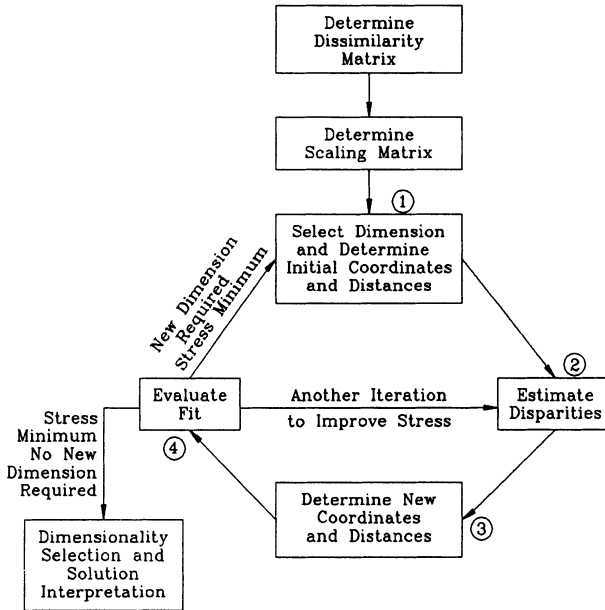 Determine
Dissimilarity
Matrix
Determine
Scaling Matrix
①
Select Dimension
and Determine
Initial Coordinates
and Distances
New Dimension
Required
Stress Minimum
②
Estimate
Disparities
Another Iteration
to Improve Stress
Evaluate
Fit
④
Stress
Minimum
No New
Dimension
Required
Determine New
Coordinates
and Distances
③
Dimensionality
Selection and
Solution
Interpretation